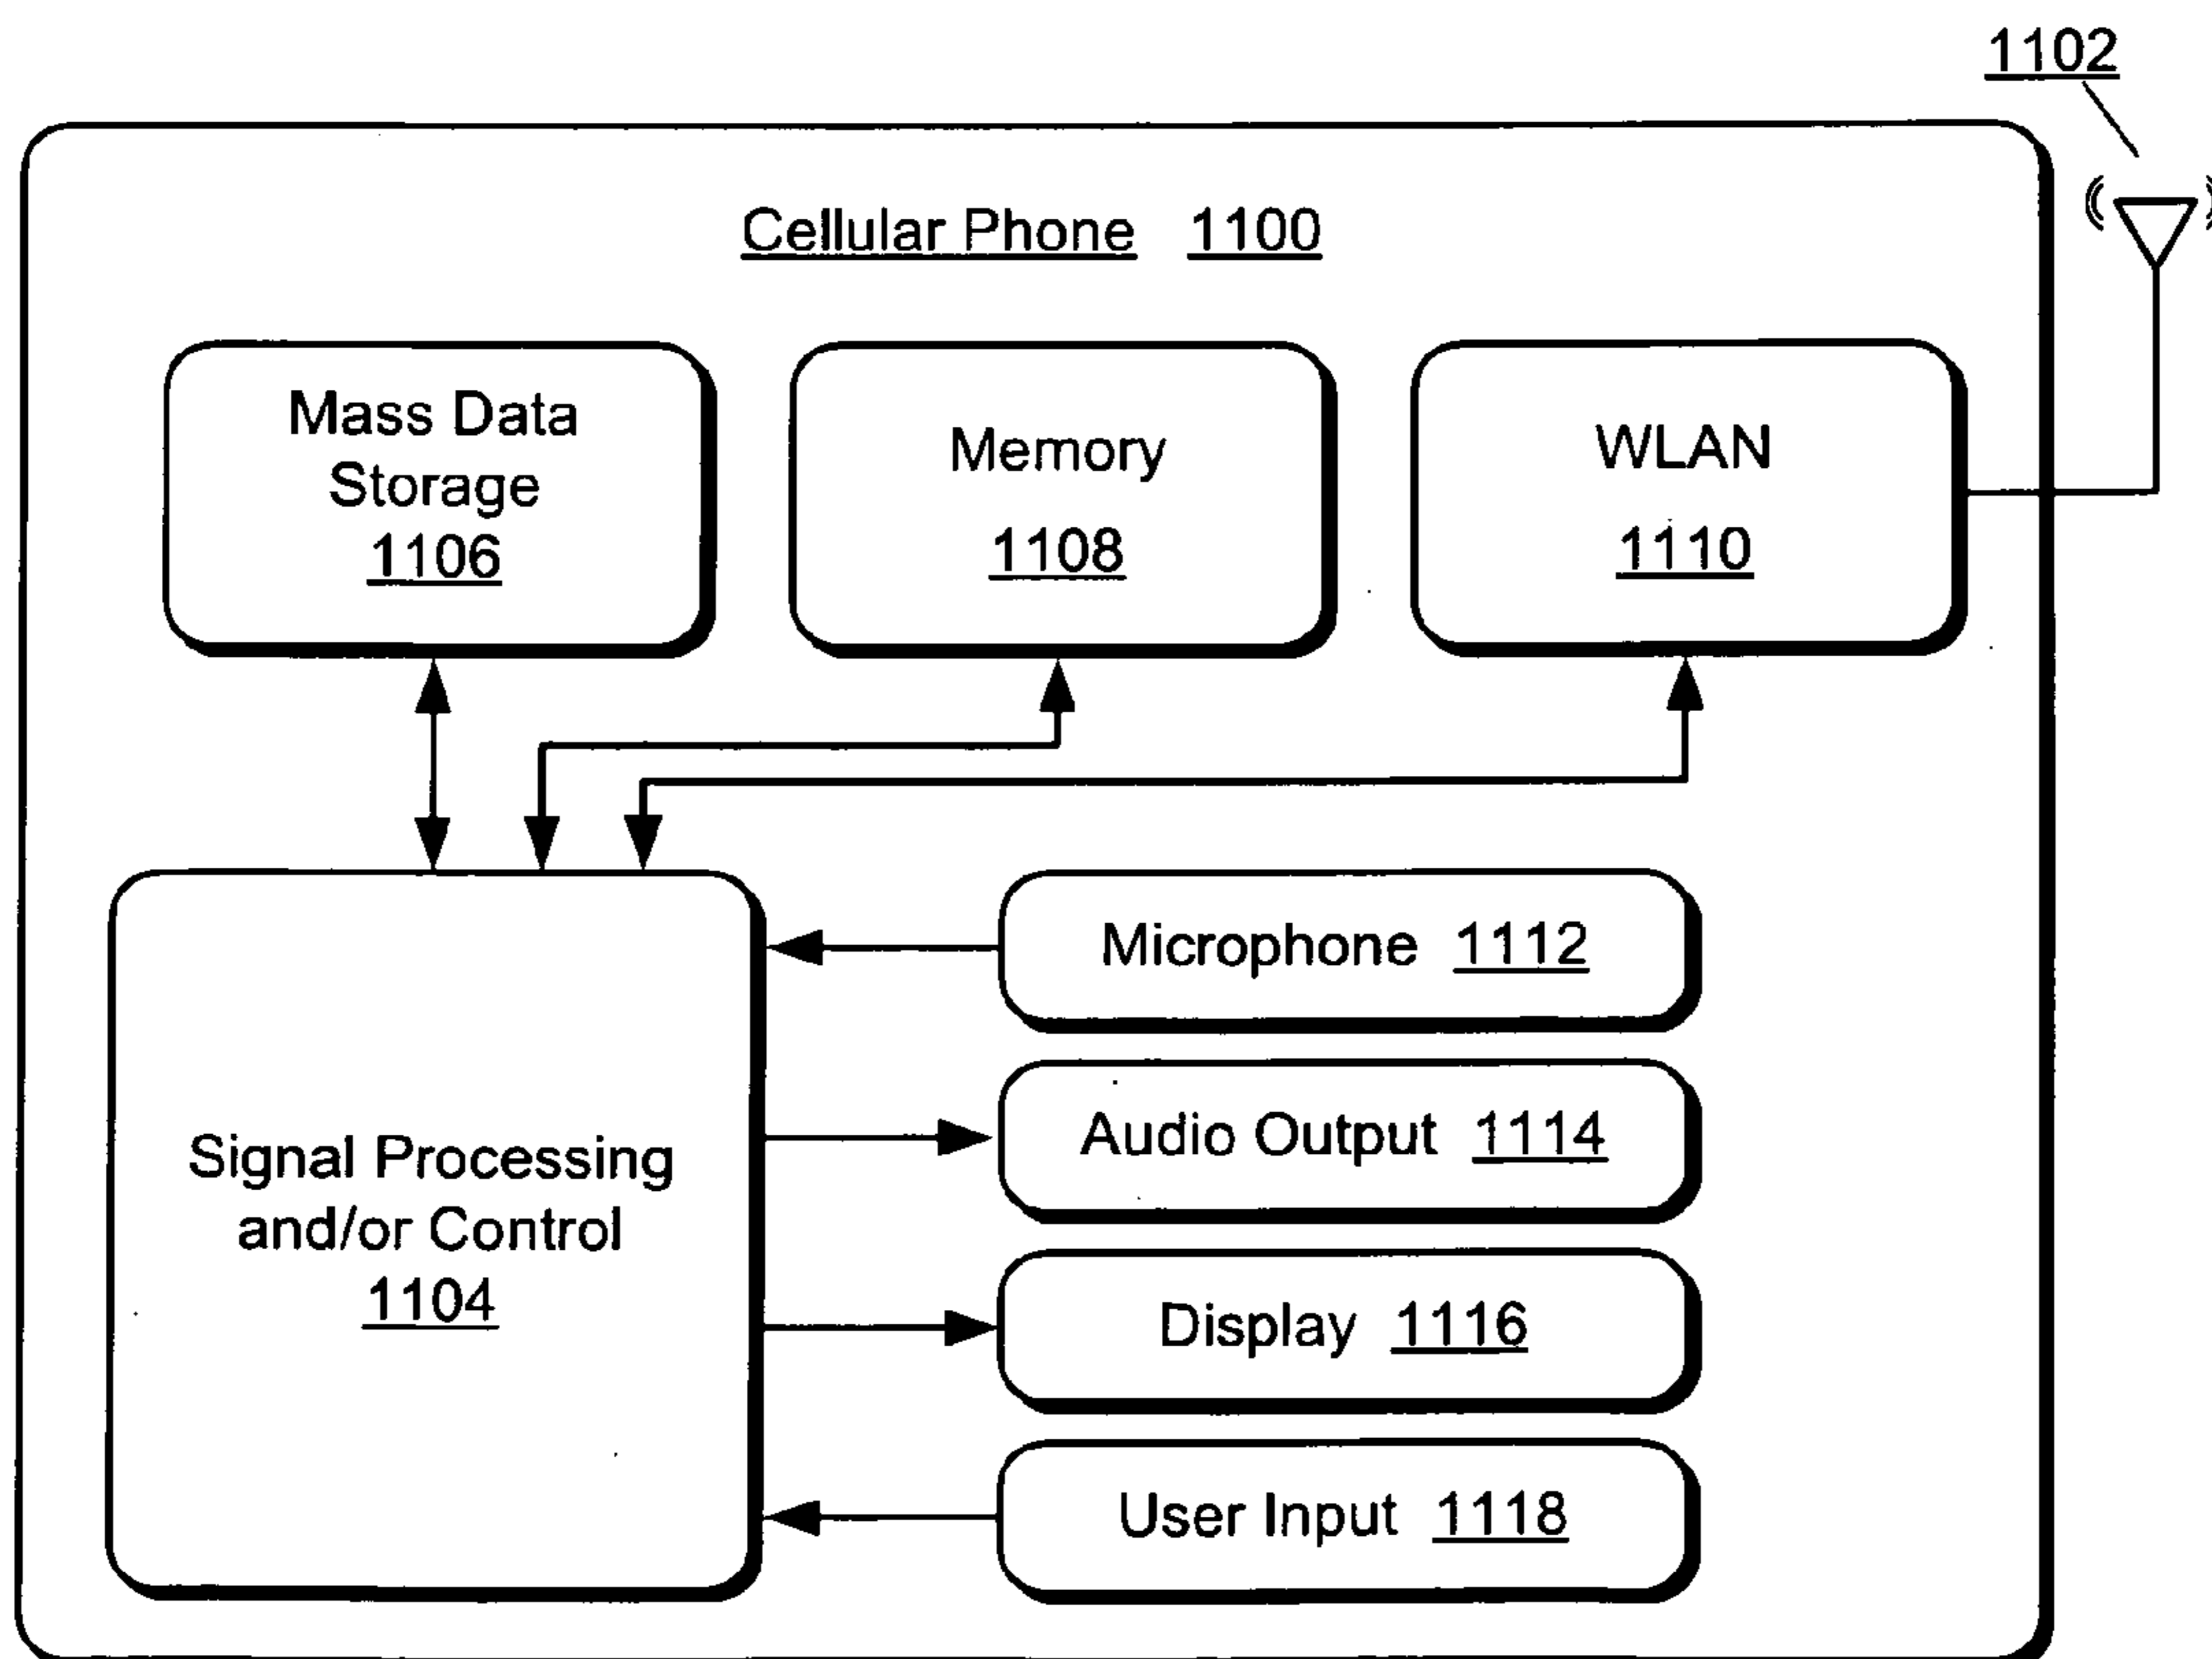 1102
Cellular Phone 1100
Mass Data
Storage
1106
Memory
1108
WLAN
1110
Signal Processing
and/or Control
1104
Microphone 1112
Audio Output 1114
Display 1116
User Input 1118